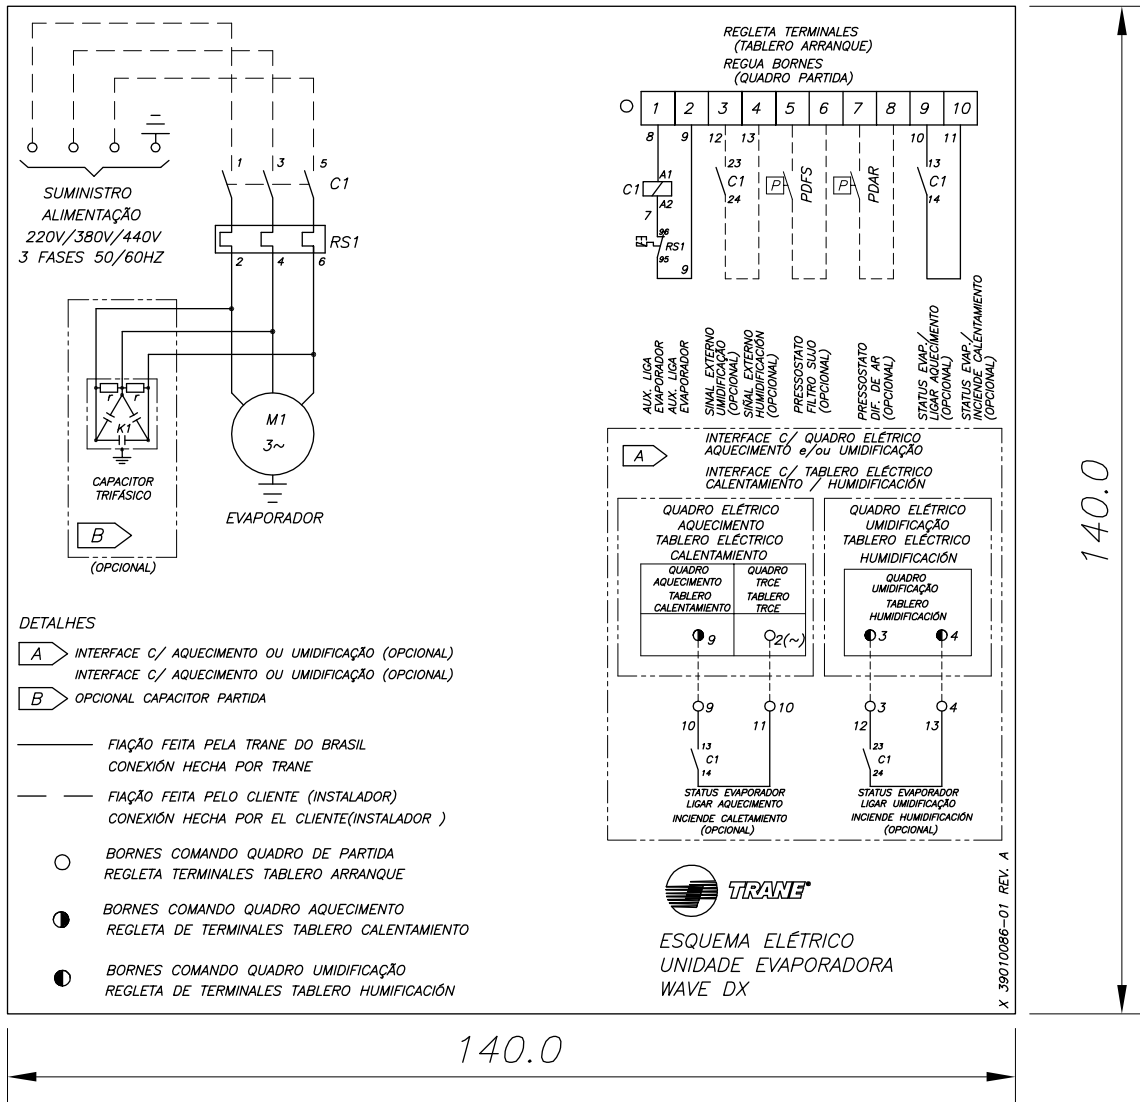 REGLETA TERMINALES
(TABLERO ARRANQUE)
REGUA BORNES
(QUADRO PARTIDA)
1 2 3 4 5 6 7 8 9 10
8 9 12 13 10 11
1 3 5
C1
SUMINISTRO
ALIMENTAÇÃO
220V/380V/440V
3 FASES 50/60HZ
RS1
2 4 6
C1
A1
A2
7
96
RS1
95
9
23
C1
24
P
PDFS
P
PDAR
13
C1
14
AUX. LIGA
EVAPORADOR
AUX. LIGA
EVAPORADOR
SINAL EXTERNO
UMIDIFICAÇÃO
(OPCIONAL)
SIÑAL EXTERNO
HUMIDIFICACIÓN
(OPCIONAL)
PRESSOSTATO
FILTRO SUJO
(OPCIONAL)
PRESSOSTATO
DIF. DE AR
(OPCIONAL)
STATUS EVAP./
LIGAR AQUECIMENTO
(OPCIONAL)
STATUS EVAP./
INCIENDE CALENTAMIENTO
(OPCIONAL)
r r
K1
CAPACITOR
TRIFÁSICO
B
(OPCIONAL)
M1
3~
EVAPORADOR
A
INTERFACE C/ QUADRO ELÉTRICO
AQUECIMENTO e/ou UMIDIFICAÇÃO
INTERFACE C/ TABLERO ELÉCTRICO
CALENTAMIENTO / HUMIDIFICACIÓN
QUADRO ELÉTRICO
AQUECIMENTO
TABLERO ELÉCTRICO
CALENTAMIENTO
QUADRO
AQUECIMENTO
TABLERO
CALENTAMIENTO
QUADRO
TRCE
TABLERO
TRCE
9
2(~)
9
10
10
11
13
C1
14
STATUS EVAPORADOR
LIGAR AQUECIMENTO
INCIENDE CALETAMIENTO
(OPCIONAL)
QUADRO ELÉTRICO
UMIDIFICAÇÃO
TABLERO ELÉCTRICO
HUMIDIFICACIÓN
QUADRO
UMIDIFICAÇÃO
TABLERO
HUMIDIFICACIÓN
3
4
3
4
12
13
23
C1
24
STATUS EVAPORADOR
LIGAR UMIDIFICAÇÃO
INCIENDE HUMIDIFICACIÓN
(OPCIONAL)
DETALHES
A INTERFACE C/ AQUECIMENTO OU UMIDIFICAÇÃO (OPCIONAL)
INTERFACE C/ AQUECIMENTO OU UMIDIFICAÇÃO (OPCIONAL)
B OPCIONAL CAPACITOR PARTIDA
FIAÇÃO FEITA PELA TRANE DO BRASIL
CONEXIÓN HECHA POR TRANE
FIAÇÃO FEITA PELO CLIENTE (INSTALADOR)
CONEXIÓN HECHA POR EL CLIENTE(INSTALADOR )
BORNES COMANDO QUADRO DE PARTIDA
REGLETA TERMINALES TABLERO ARRANQUE
BORNES COMANDO QUADRO AQUECIMENTO
REGLETA DE TERMINALES TABLERO CALENTAMIENTO
BORNES COMANDO QUADRO UMIDIFICAÇÃO
REGLETA DE TERMINALES TABLERO HUMIFICACIÓN
TRANE®
ESQUEMA ELÉTRICO
UNIDADE EVAPORADORA
WAVE DX
X 39010086-01 REV. A
140.0
140.0